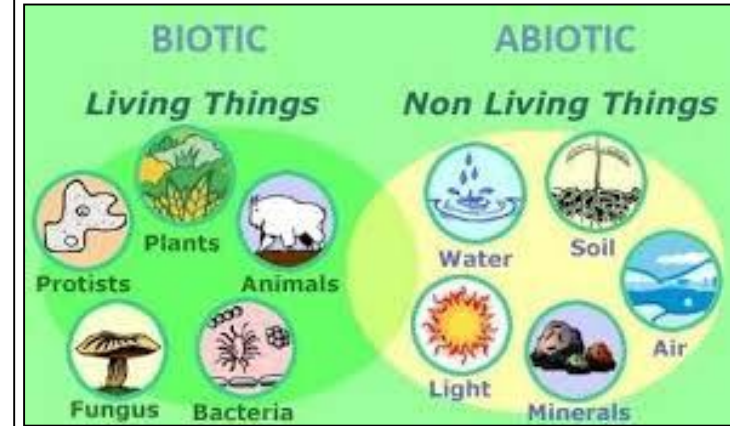 BIOTIC
ABIOTIC
Living Things
Non Living Things
Protists
Plants
Animals
Fungus
Bacteria
Water
Soil
Light
Minerals
Air